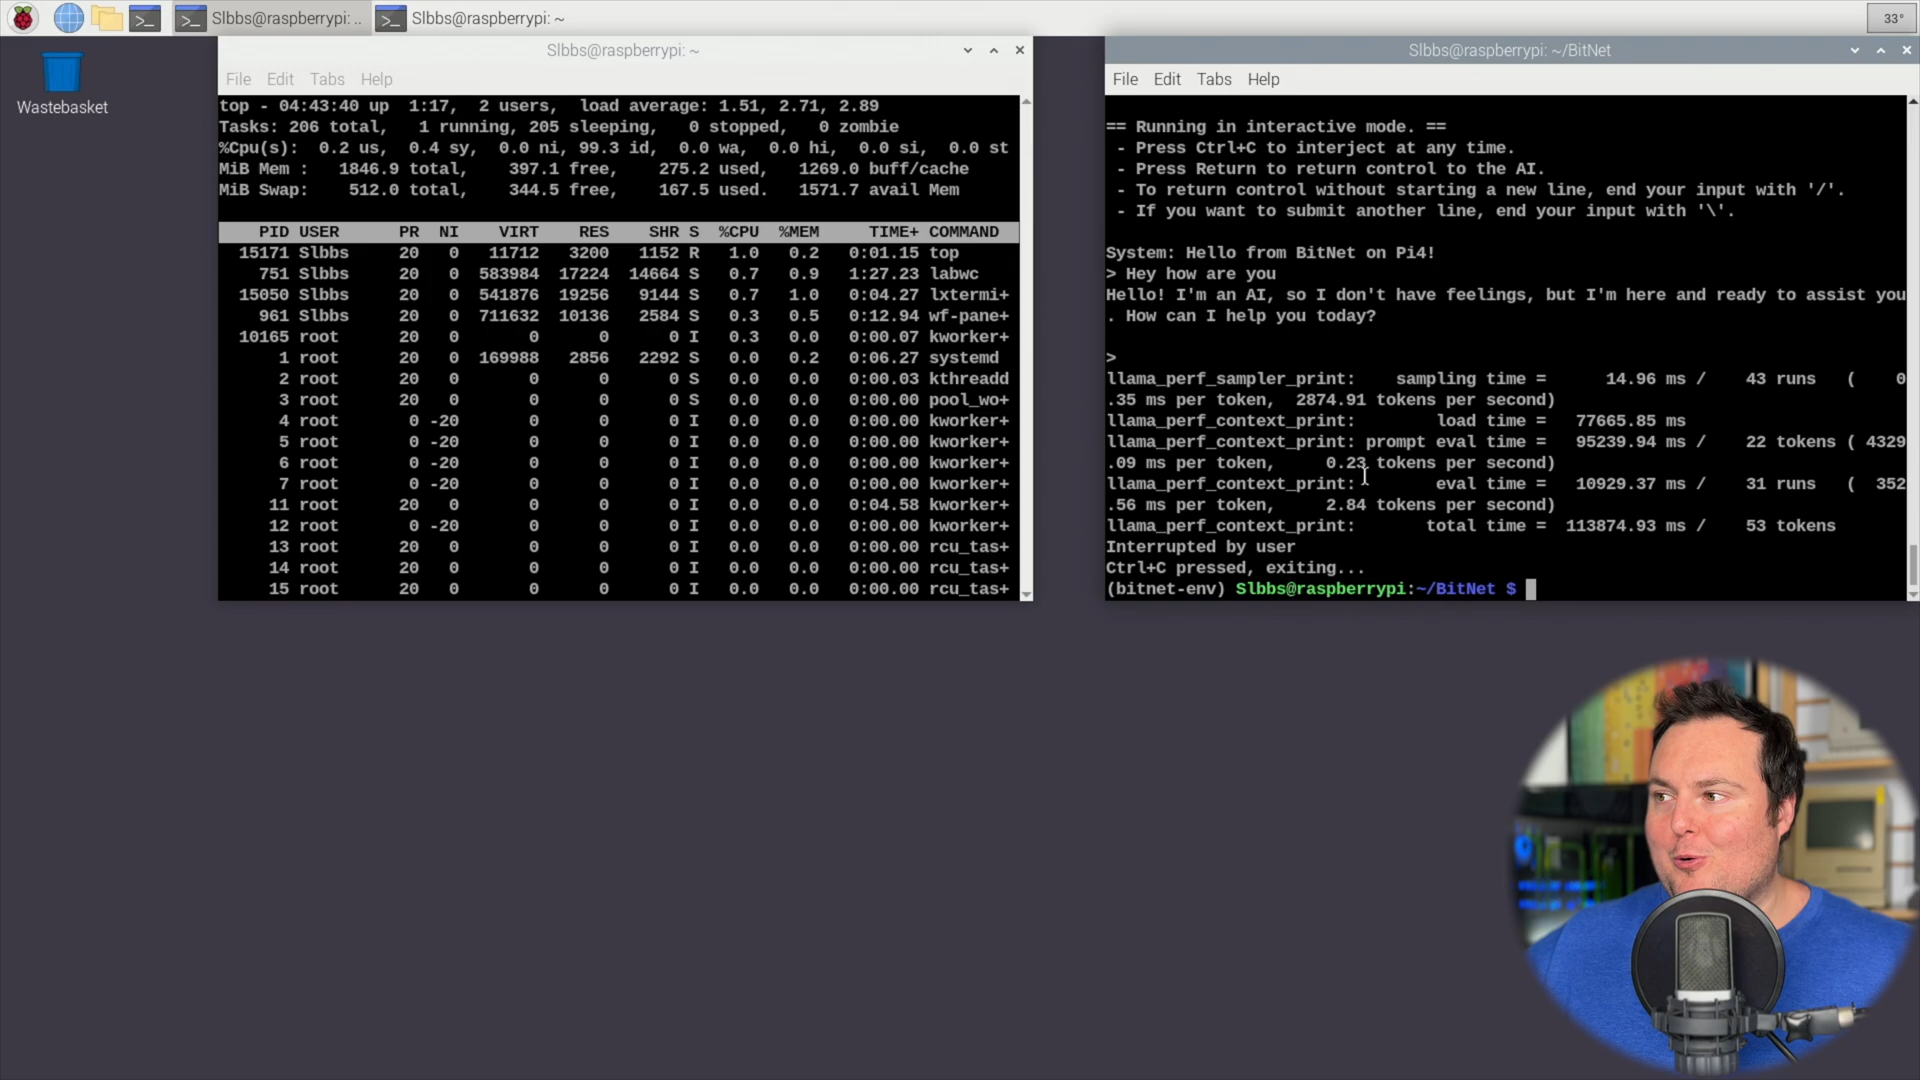 Slbbs@raspberrypi: ..
Slbbs@raspberrypi: ~
33°
Wastebasket
Slbbs@raspberrypi: ~
File Edit Tabs Help
top - 04:43:40 up  1:17,  2 users,  load average: 1.51, 2.71, 2.89
Tasks: 206 total,   1 running, 205 sleeping,   0 stopped,   0 zombie
%Cpu(s):  0.2 us,  0.4 sy,  0.0 ni, 99.3 id,  0.0 wa,  0.0 hi,  0.0 si,  0.0 st
MiB Mem :   1846.9 total,    397.1 free,    275.2 used,   1269.0 buff/cache
MiB Swap:    512.0 total,    344.5 free,    167.5 used.   1571.7 avail Mem
PID USER PR NI VIRT RES SHR S %CPU %MEM TIME+ COMMAND
15171 Slbbs 20 0 11712 3200 1152 R 1.0 0.2 0:01.15 top
751 Slbbs 20 0 583984 17224 14664 S 0.7 0.9 1:27.23 labwc
15050 Slbbs 20 0 541876 19256 9144 S 0.7 1.0 0:04.27 lxtermi+
961 Slbbs 20 0 711632 10136 2584 S 0.3 0.5 0:12.94 wf-pane+
10165 root 20 0 0 0 0 I 0.3 0.0 0:00.07 kworker+
1 root 20 0 169988 2856 2292 S 0.0 0.2 0:06.27 systemd
2 root 20 0 0 0 0 S 0.0 0.0 0:00.03 kthreadd
3 root 20 0 0 0 0 S 0.0 0.0 0:00.00 pool_wo+
4 root 0 -20 0 0 0 I 0.0 0.0 0:00.00 kworker+
5 root 0 -20 0 0 0 I 0.0 0.0 0:00.00 kworker+
6 root 0 -20 0 0 0 I 0.0 0.0 0:00.00 kworker+
7 root 0 -20 0 0 0 I 0.0 0.0 0:00.00 kworker+
11 root 20 0 0 0 0 I 0.0 0.0 0:04.58 kworker+
12 root 0 -20 0 0 0 I 0.0 0.0 0:00.00 kworker+
13 root 20 0 0 0 0 I 0.0 0.0 0:00.00 rcu_tas+
14 root 20 0 0 0 0 I 0.0 0.0 0:00.00 rcu_tas+
15 root 20 0 0 0 0 I 0.0 0.0 0:00.00 rcu_tas+
Slbbs@raspberrypi: ~/BitNet
File Edit Tabs Help
== Running in interactive mode. ==
- Press Ctrl+C to interject at any time.
- Press Return to return control to the AI.
- To return control without starting a new line, end your input with '/'.
- If you want to submit another line, end your input with '\'.
System: Hello from BitNet on Pi4!
> Hey how are you
Hello! I'm an AI, so I don't have feelings, but I'm here and ready to assist you
. How can I help you today?
>
llama_perf_sampler_print:    sampling time =      14.96 ms /    43 runs   (    0
.35 ms per token,  2874.91 tokens per second)
llama_perf_context_print:        load time =   77665.85 ms
llama_perf_context_print: prompt eval time =   95239.94 ms /    22 tokens ( 4329
.09 ms per token,     0.23 tokens per second)
llama_perf_context_print:        eval time =   10929.37 ms /    31 runs   (  352
.56 ms per token,     2.84 tokens per second)
llama_perf_context_print:       total time =  113874.93 ms /    53 tokens
Interrupted by user
Ctrl+C pressed, exiting...
(bitnet-env) Slbbs@raspberrypi:~/BitNet $